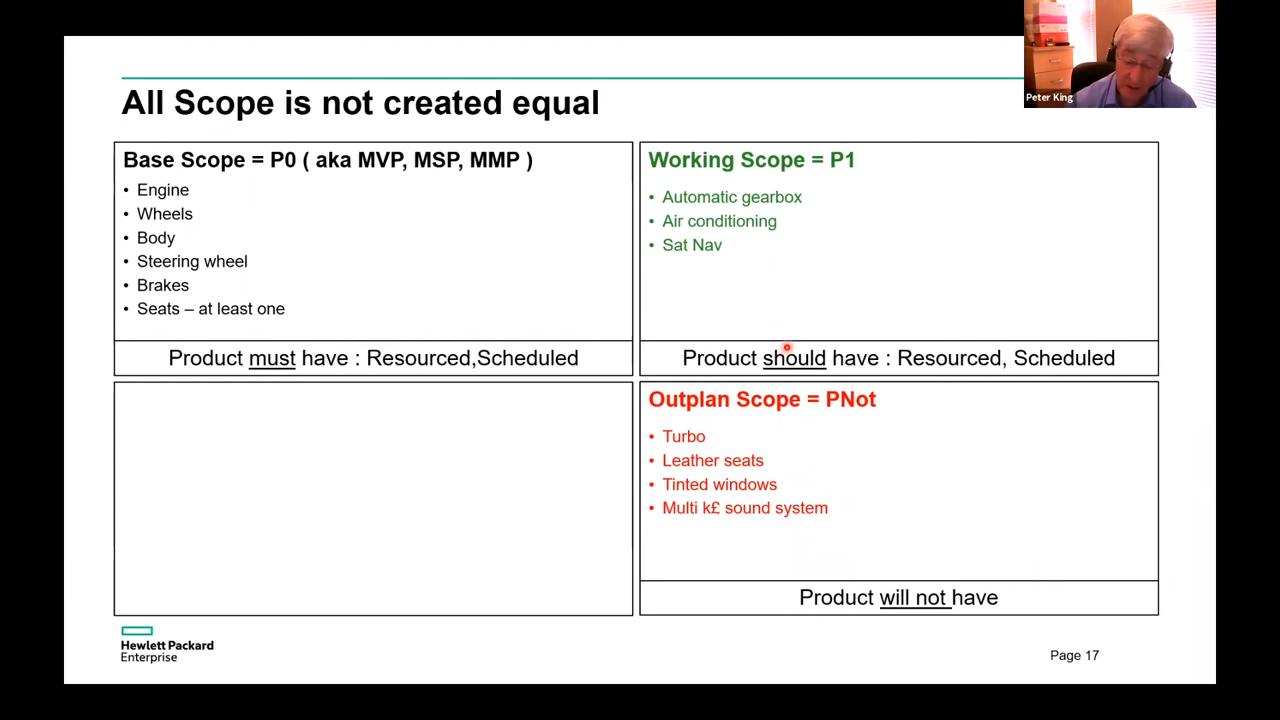 Peter King
All Scope is not created equal
Base Scope = P0 ( aka MVP, MSP, MMP )
• Engine
• Wheels
• Body
• Steering wheel
• Brakes
• Seats – at least one
Product must have : Resourced,Scheduled
Working Scope = P1
• Automatic gearbox
• Air conditioning
• Sat Nav
Product should have : Resourced, Scheduled
Outplan Scope = PNot
• Turbo
• Leather seats
• Tinted windows
• Multi k£ sound system
Product will not have
Hewlett Packard
Enterprise
Page 17